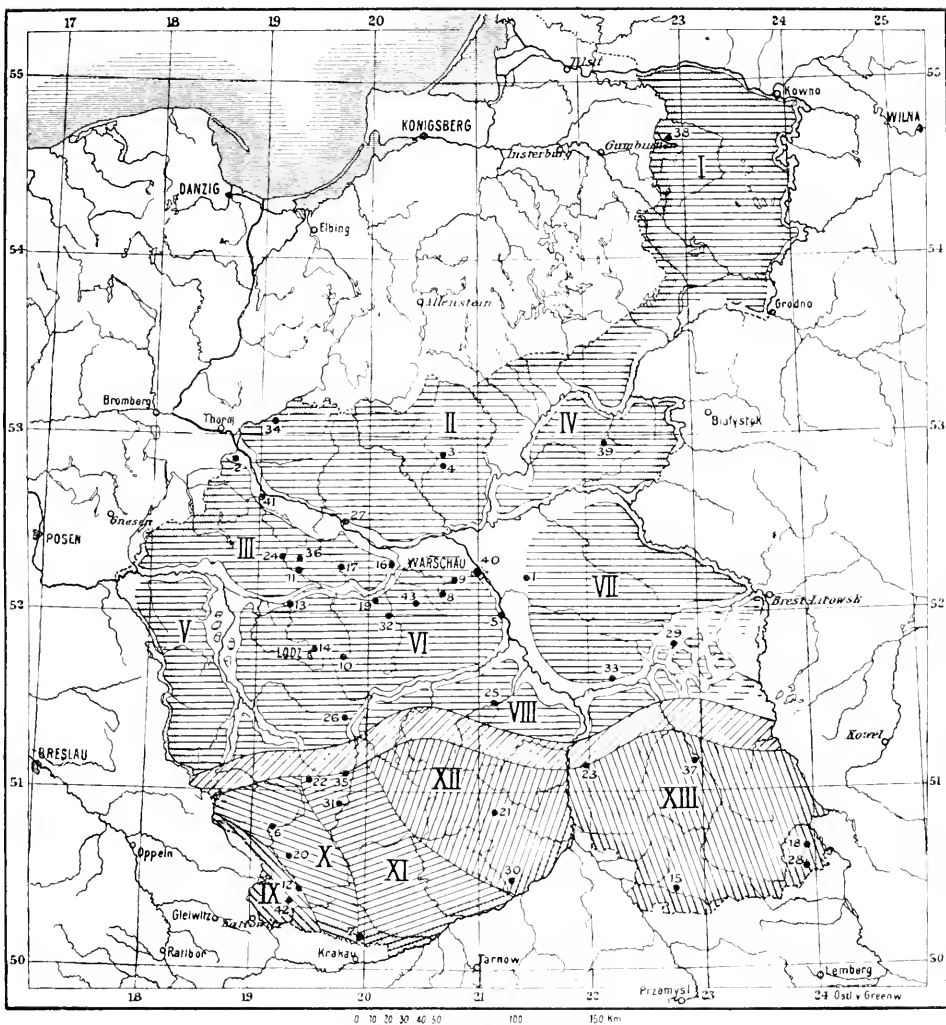 17 18 19 20 21 22 23 24 25
55 55
Tilsit
Kowno
WILNA
KÖNIGSBERG
38
Insterburg Gumbinnen
I
DANZIG
Elbing
54 54
Allenstein
Grodno
Bromberg
Thorn
34
II
IV
Białystok
53 53
3
39
2
4
41
Gnesen
27
POSEN
III
24 36
16
WARSCHAU
40
11 17
9
1
VII
8
Brest-Litowsk
52 52
13
19
43
V
32
5
29
LODZ
14
VI
10
33
25
VIII
26
Kowel
BRESLAU
51 51
22 35
XII
23
37
31
XIII
6
21
Oppeln
20
X
18
XI
28
IX
12
30
15
42
Gleiwitz
Kattowitz
7
Ratibor
Krakau
Tarnow
50 50
Lemberg
Przemysl
18 19 20 21 22 23 24 Östl. v Greenw
0 10 20 30 40 50 100 150 Km